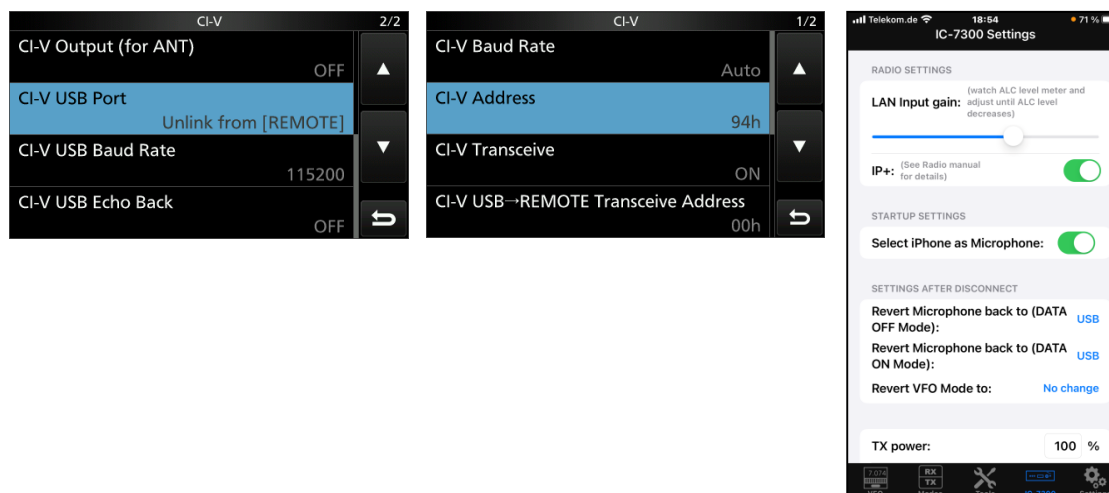 CI-V 2/2
CI-V Output (for ANT)
OFF
CI-V USB Port
Unlink from [REMOTE]
CI-V USB Baud Rate
115200
CI-V USB Echo Back
OFF
CI-V 1/2
CI-V Baud Rate
Auto
CI-V Address
94h
CI-V Transceive
ON
CI-V USB→REMOTE Transceive Address
00h
Telekom.de 18:54 71 %
IC-7300 Settings
RADIO SETTINGS
LAN Input gain: (watch ALC level meter and
adjust until ALC level
decreases)
IP+: (See Radio manual
for details)
STARTUP SETTINGS
Select iPhone as Microphone:
SETTINGS AFTER DISCONNECT
Revert Microphone back to (DATA
OFF Mode): USB
Revert Microphone back to (DATA
ON Mode): USB
Revert VFO Mode to: No change
TX power: 100 %
7.074 RX
TX